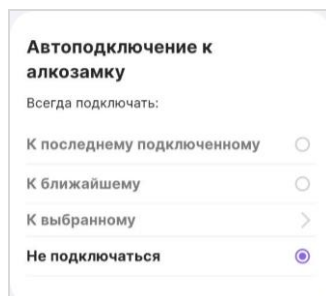 Автоподключение к
алкозамку
Всегда подключать:
К последнему подключенному
К ближайшему
К выбранному
Не подключаться